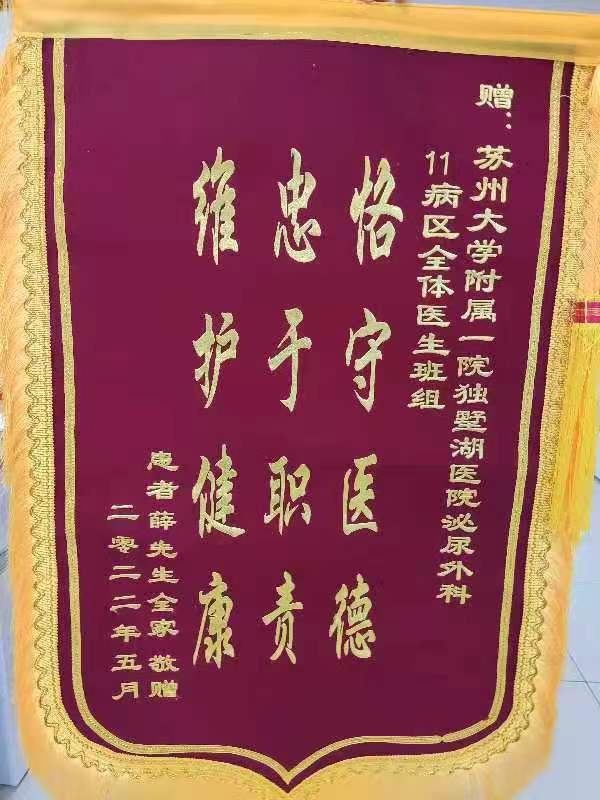 赠：苏州大学附属一院独墅湖医院泌尿外科
11病区全体医生班组
恪守医德
忠于职责
维护健康
患者薛先生全家 敬赠
二零二二年五月